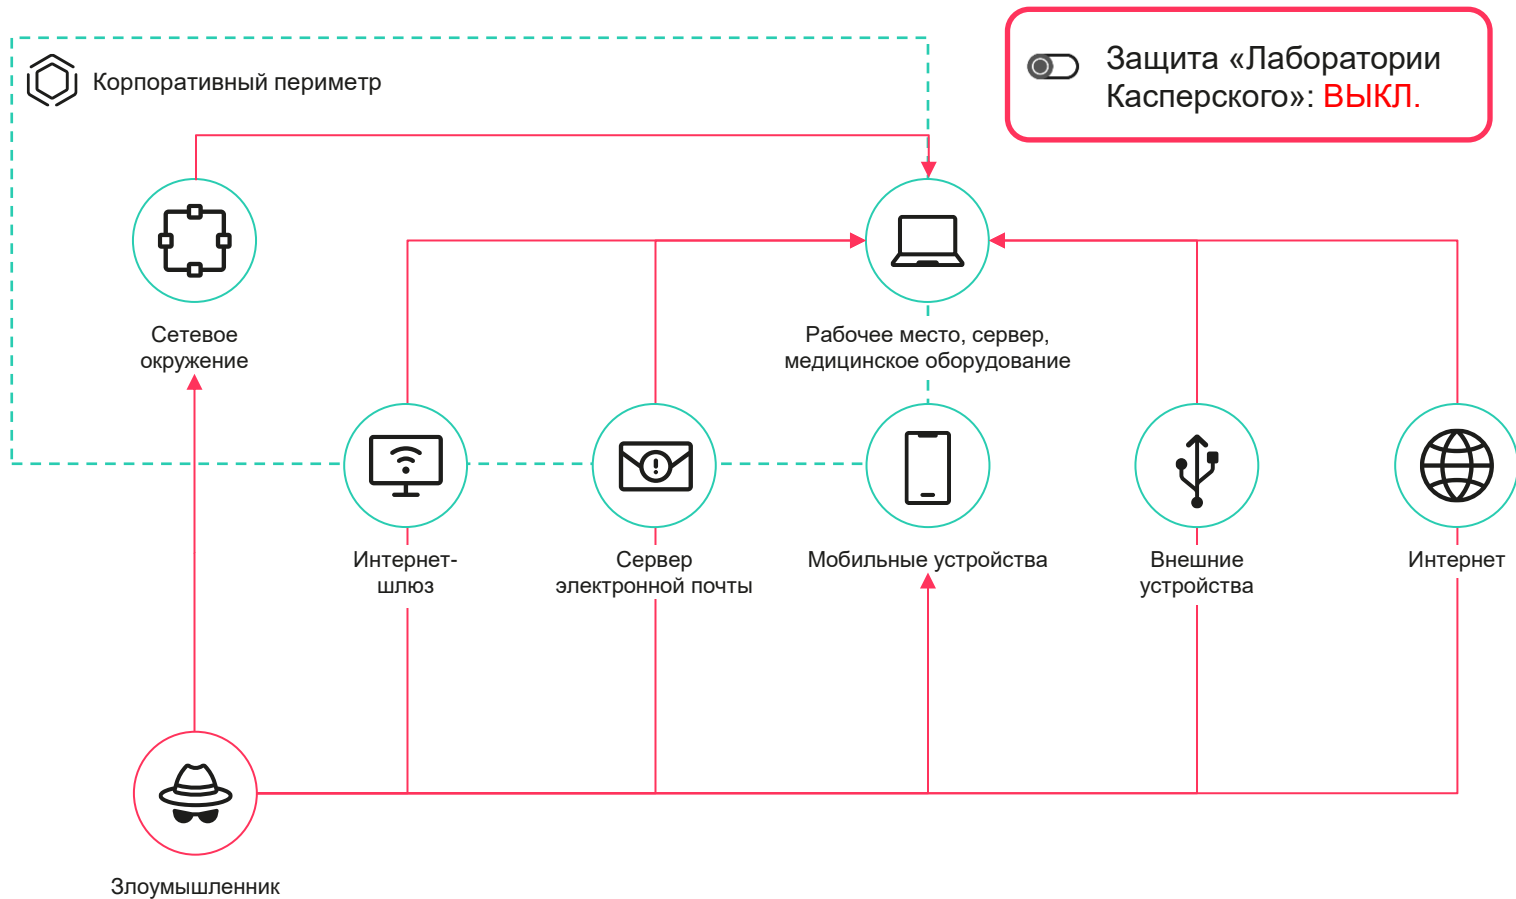 Защита «Лаборатории
Касперского»: ВЫКЛ.
Корпоративный периметр
Сетевое
окружение
Рабочее место, сервер,
медицинское оборудование
Интернет-
шлюз
Сервер
электронной почты
Мобильные устройства
Внешние
устройства
Интернет
Злоумышленник